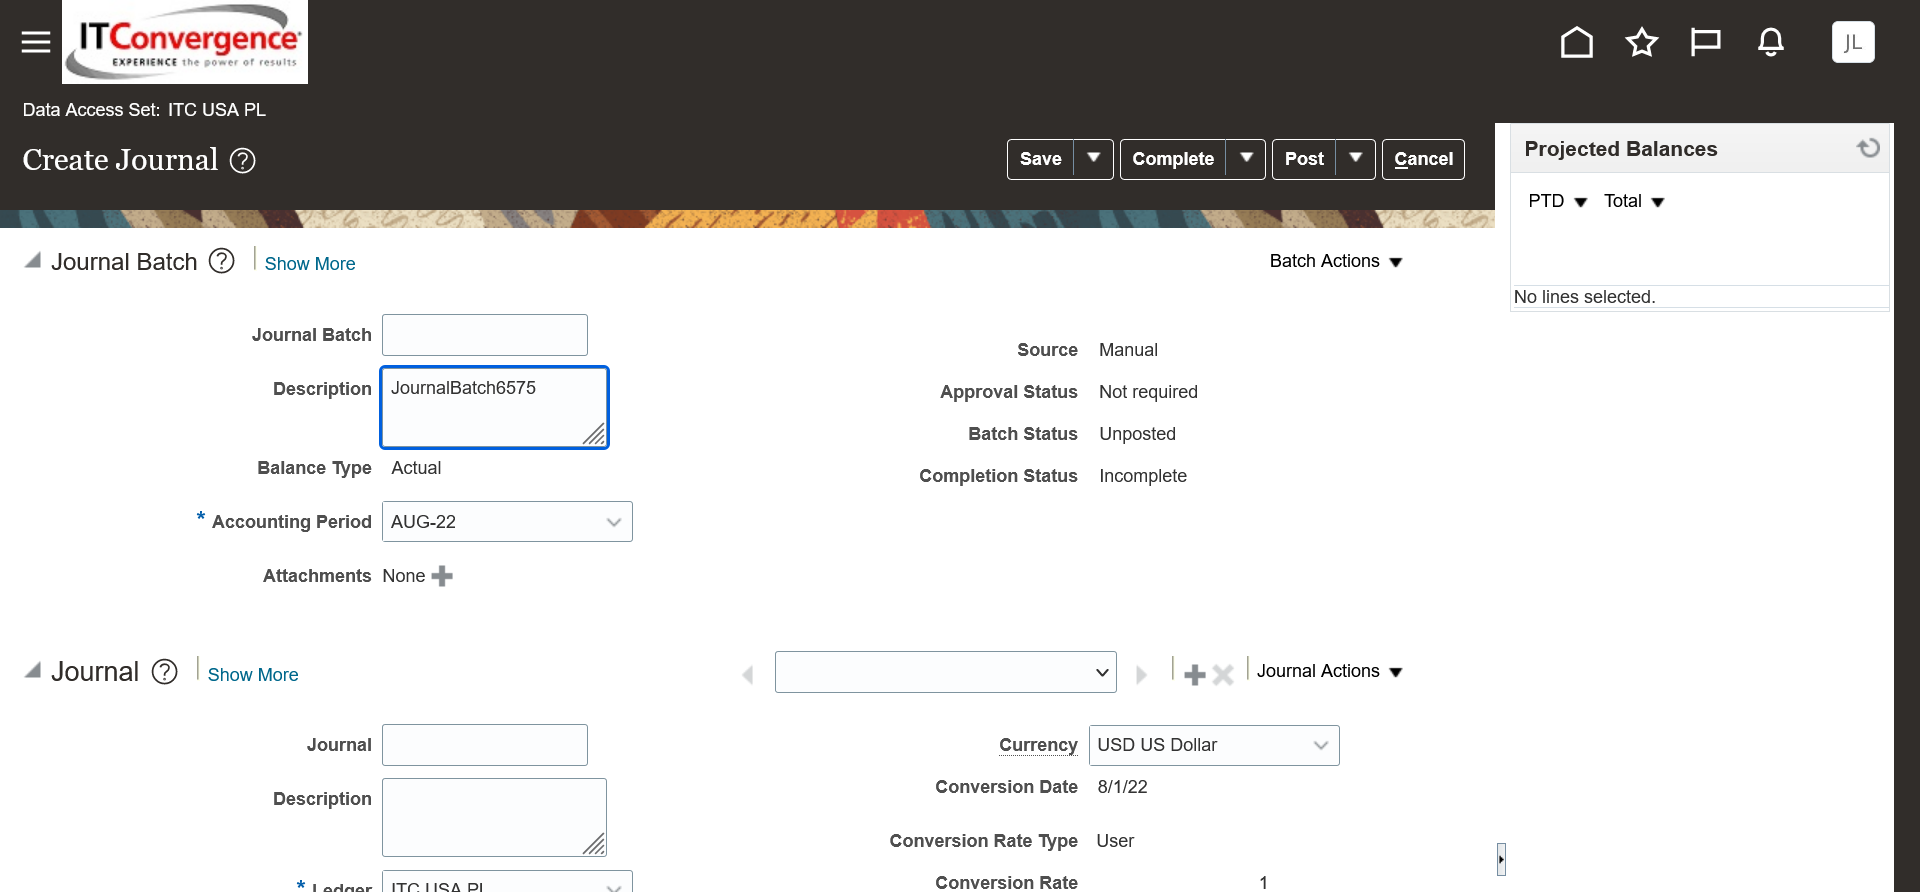 ITConvergence
EXPERIENCE the power of results
JL
Data Access Set: ITC USA PL
Create Journal ?
Save
Complete
Post
Cancel
Projected Balances
PTD Total
No lines selected.
Journal Batch ? Show More
Batch Actions
Journal Batch
Description JournalBatch6575
Balance Type Actual
* Accounting Period AUG-22
Attachments None
Source Manual
Approval Status Not required
Batch Status Unposted
Completion Status Incomplete
Journal ? Show More
Journal Actions
Journal
Description
* Ledger ITC USA PL
Currency USD US Dollar
Conversion Date 8/1/22
Conversion Rate Type User
Conversion Rate 1